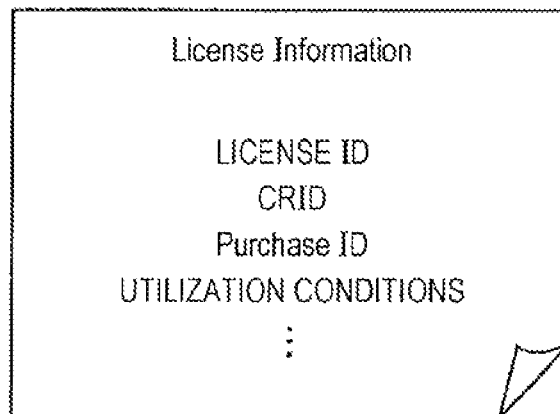 License Information
LICENSE ID
CRID
Purchase ID
UTILIZATION CONDITIONS
⋮